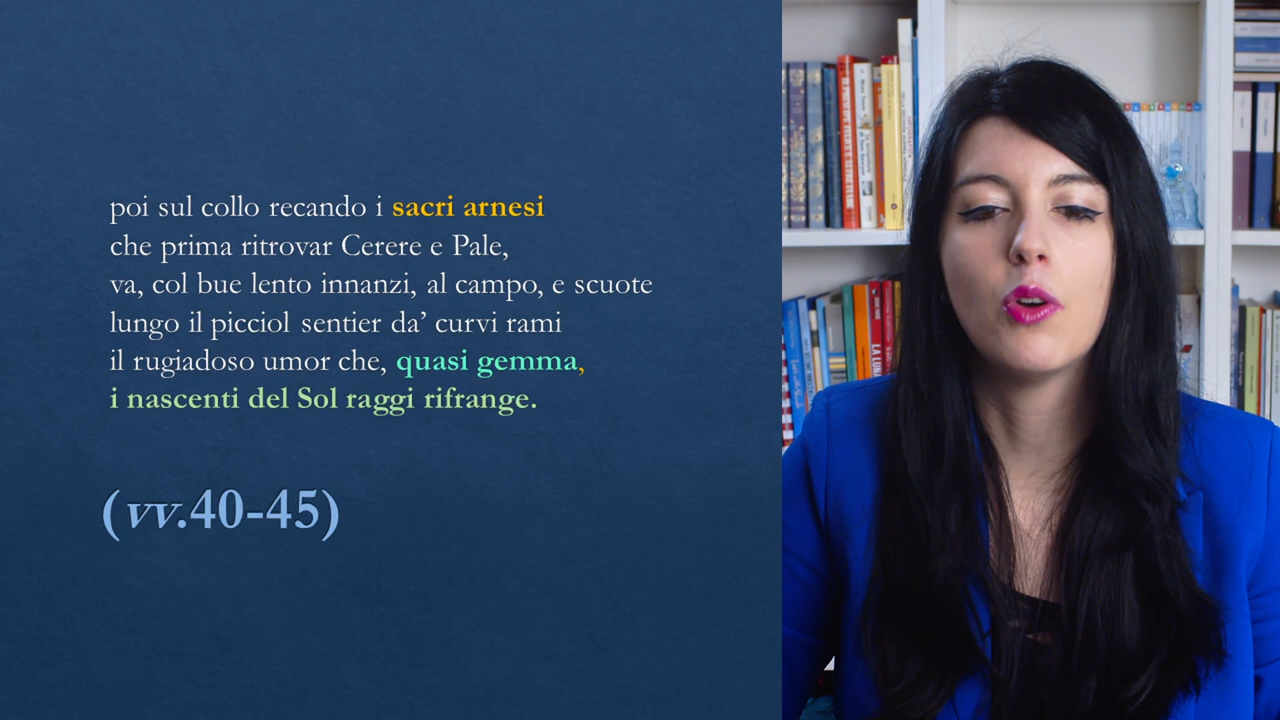 poi sul collo recando i sacri arnesi
che prima ritrovar Cerere e Pale,
va, col bue lento innanzi, al campo, e scuote
lungo il picciol sentier da’ curvi rami
il rugiadoso umor che, quasi gemma,
i nascenti del Sol raggi rifrange.
(vv.40-45)